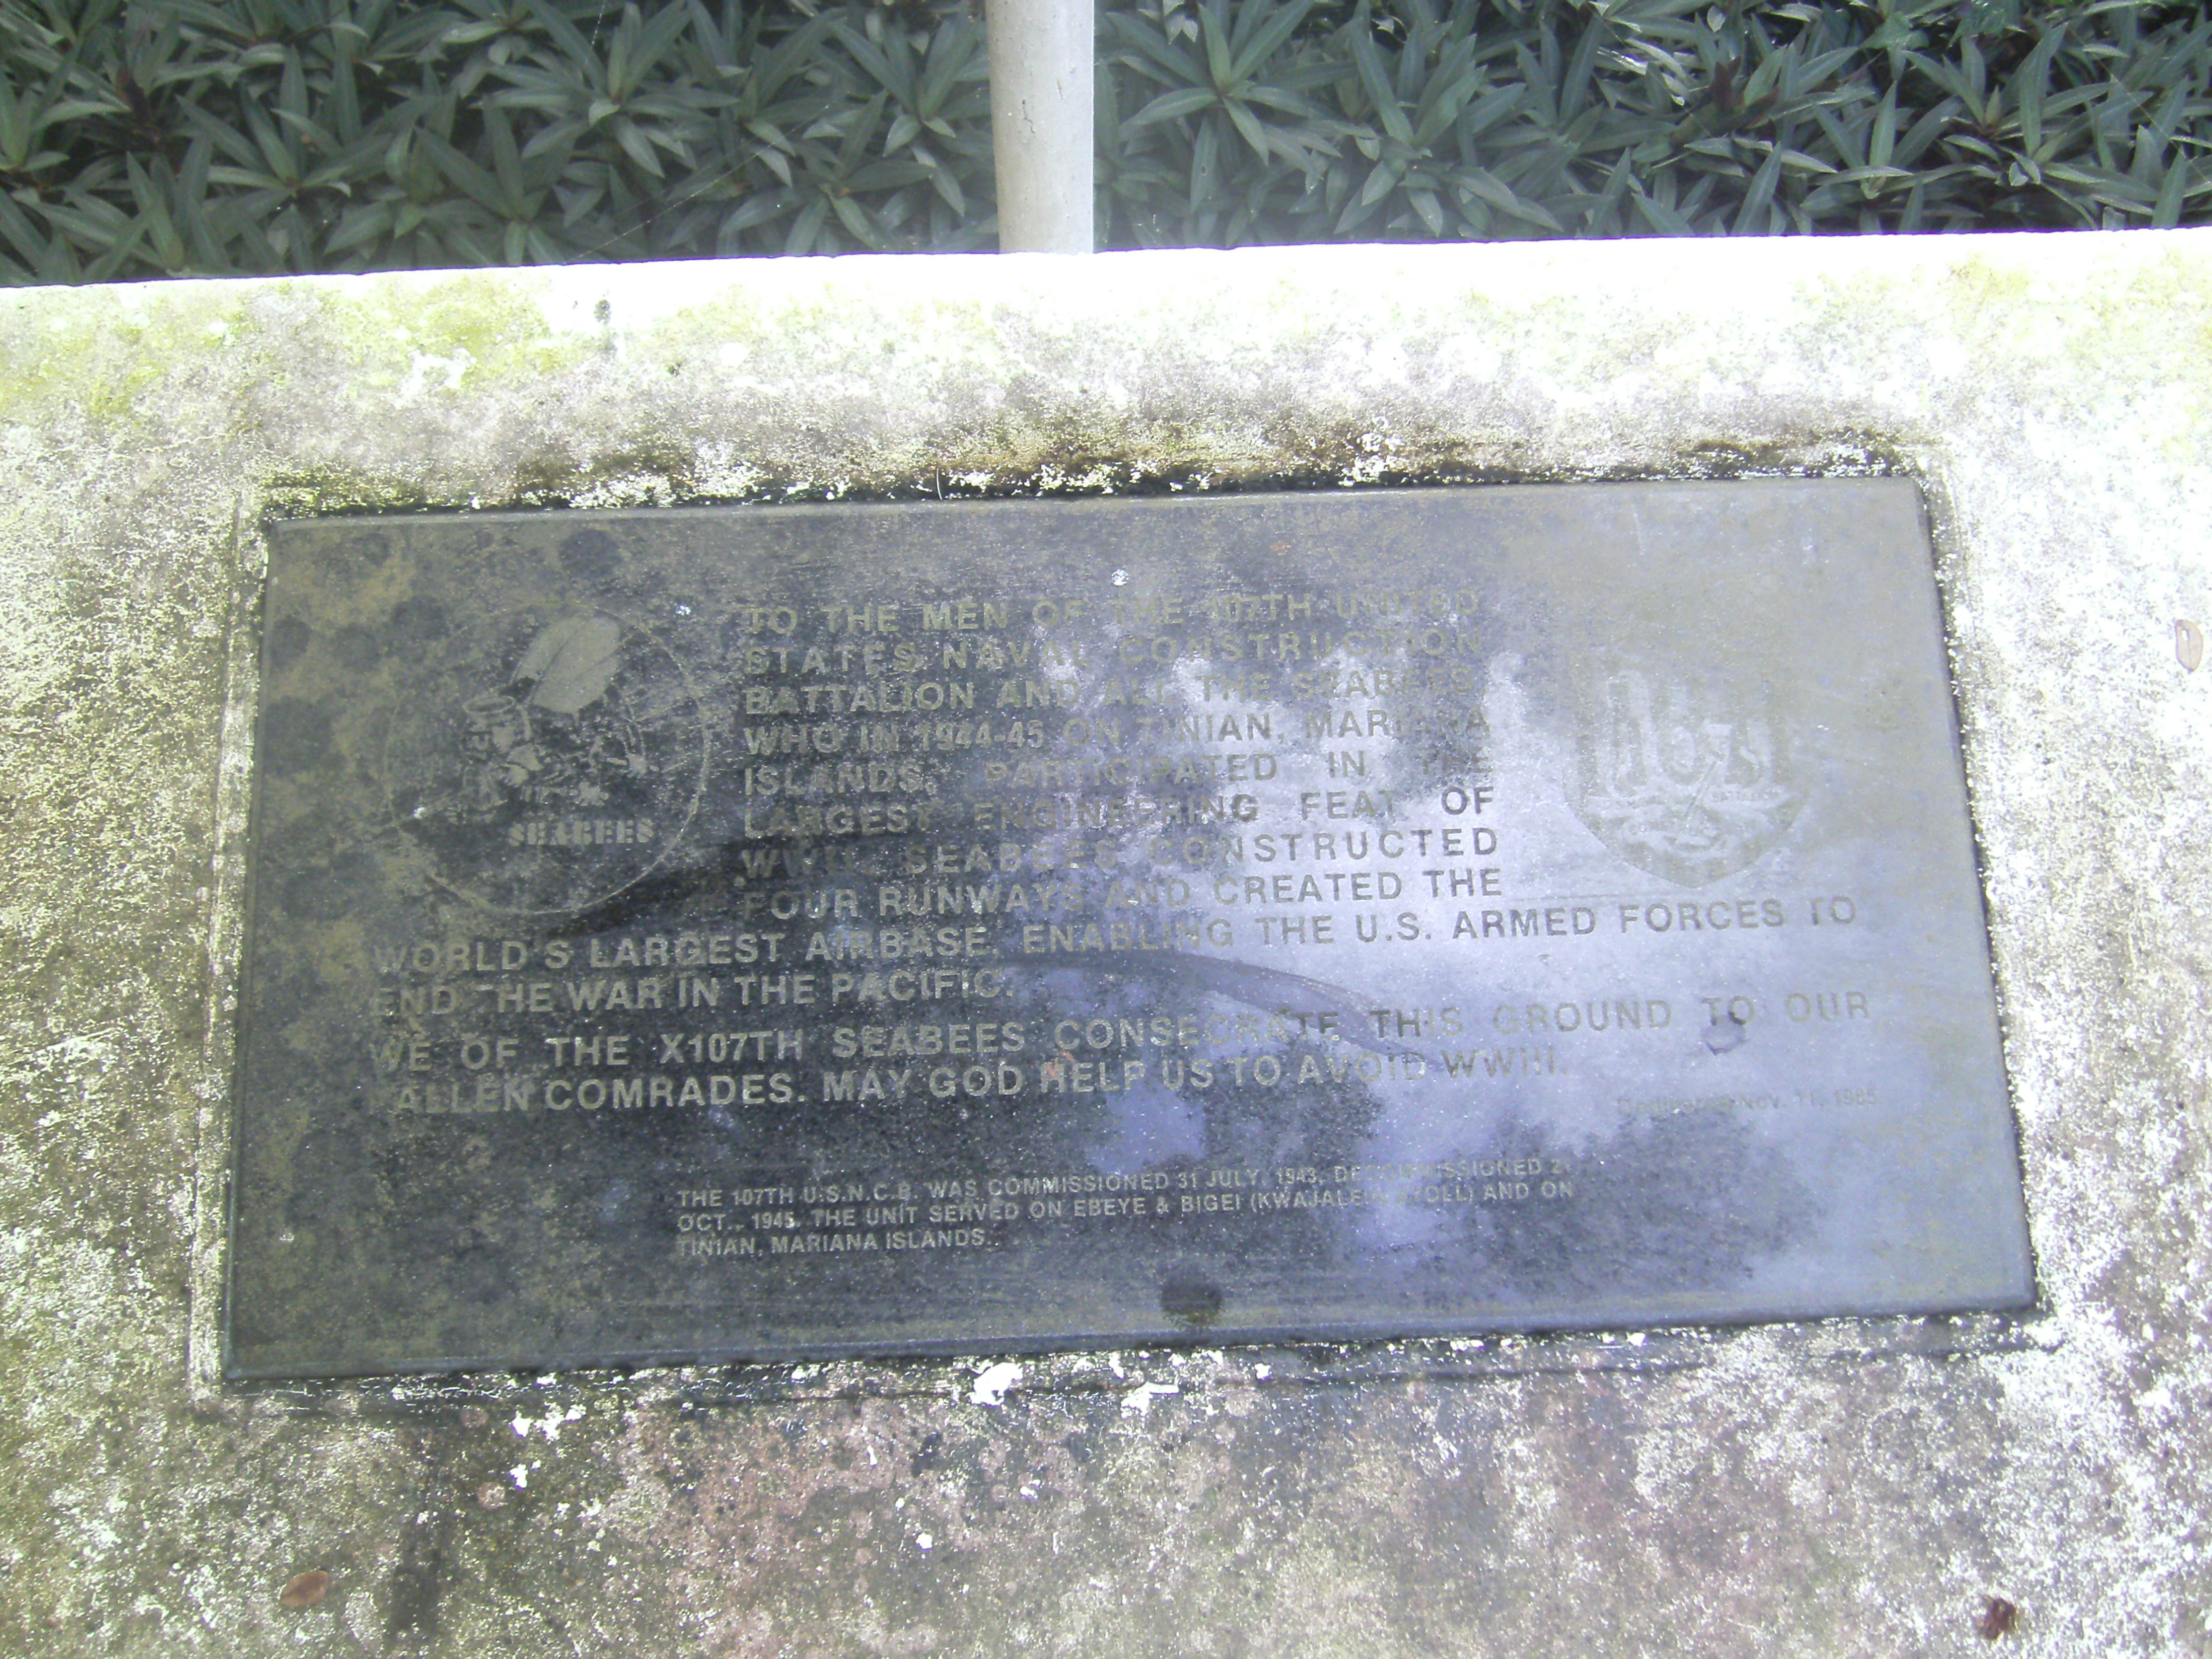 TO THE MEN OF THE 107TH UNITED
STATES NAVAL CONSTRUCTION
BATTALION AND ALL THE SEABEES
WHO IN 1944-45 ON TINIAN, MARIANA
ISLANDS, PARTICIPATED IN THE
LARGEST ENGINEERING FEAT OF
WWII. SEABEES CONSTRUCTED
FOUR RUNWAYS AND CREATED THE
WORLD'S LARGEST AIRBASE, ENABLING THE U.S. ARMED FORCES TO
END THE WAR IN THE PACIFIC.
WE OF THE X107TH SEABEES CONSECRATE THIS GROUND TO OUR
FALLEN COMRADES. MAY GOD HELP US TO AVOID WWIII.
Dedicated Nov. 11, 1985
THE 107TH U.S.N.C.B. WAS COMMISSIONED 31 JULY, 1943, DECOMMISSIONED
OCT., 1945. THE UNIT SERVED ON EBEYE & BIGEI (KWAJALEIN ATOLL) AND ON
TINIAN, MARIANA ISLANDS.
SEABEES
107